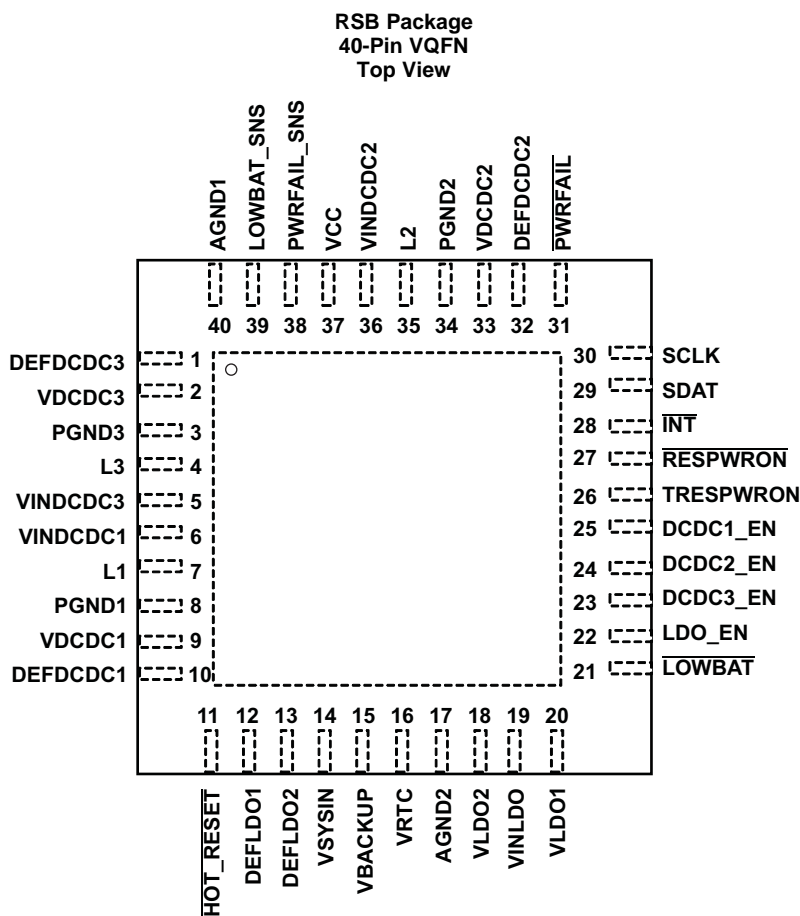 RSB Package
40-Pin VQFN
Top View
AGND1
LOWBAT_SNS
PWRFAIL_SNS
VCC
VINDCDC2
L2
PGND2
VDCDC2
DEFDCDC2
PWRFAIL
40 39 38 37 36 35 34 33 32 31
DEFDCDC3 1
VDCDC3 2
PGND3 3
L3 4
VINDCDC3 5
VINDCDC1 6
L1 7
PGND1 8
VDCDC1 9
DEFDCDC1 10
30 SCLK
29 SDAT
28 INT
27 RESPWRON
26 TRESPWRON
25 DCDC1_EN
24 DCDC2_EN
23 DCDC3_EN
22 LDO_EN
21 LOWBAT
11 12 13 14 15 16 17 18 19 20
HOT_RESET
DEFLDO1
DEFLDO2
VSYSIN
VBACKUP
VRTC
AGND2
VLDO2
VINLDO
VLDO1